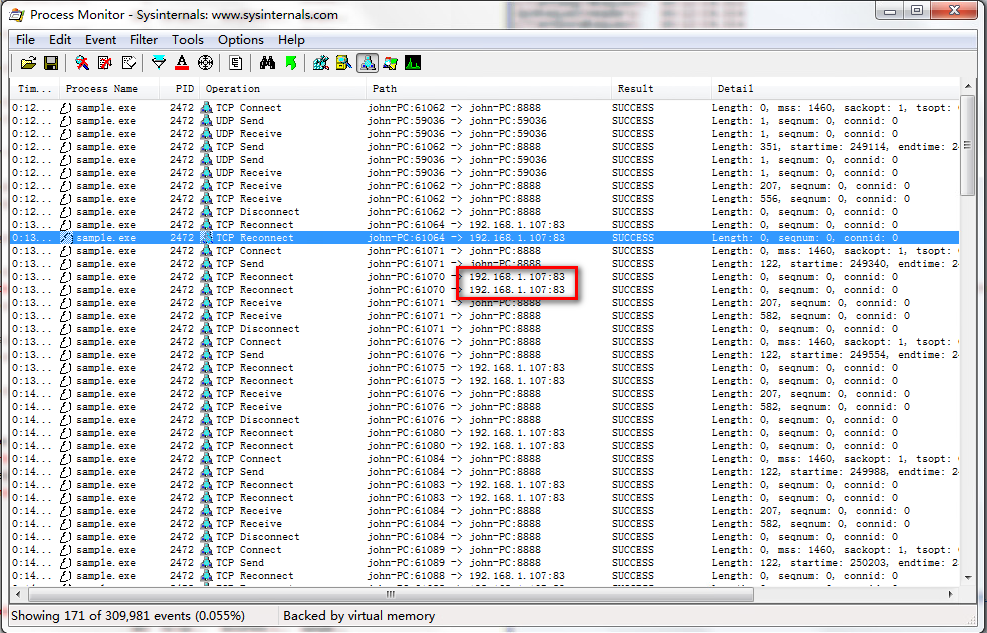 Process Monitor - Sysinternals: www.sysinternals.com
File Edit Event Filter Tools Options Help
Tim... Process Name PID Operation Path Result Detail
0:12... sample.exe 2472 TCP Connect john-PC:61062 -> john-PC:8888 SUCCESS Length: 0, mss: 1460, sackopt: 1, tsopt:
0:12... sample.exe 2472 UDP Send john-PC:59036 -> john-PC:59036 SUCCESS Length: 1, seqnum: 0, connid: 0
0:12... sample.exe 2472 UDP Receive john-PC:59036 -> john-PC:59036 SUCCESS Length: 1, seqnum: 0, connid: 0
0:12... sample.exe 2472 TCP Send john-PC:61062 -> john-PC:8888 SUCCESS Length: 351, startime: 249114, endtime: 2
0:12... sample.exe 2472 UDP Send john-PC:59036 -> john-PC:59036 SUCCESS Length: 1, seqnum: 0, connid: 0
0:12... sample.exe 2472 UDP Receive john-PC:59036 -> john-PC:59036 SUCCESS Length: 1, seqnum: 0, connid: 0
0:12... sample.exe 2472 TCP Receive john-PC:61062 -> john-PC:8888 SUCCESS Length: 207, seqnum: 0, connid: 0
0:12... sample.exe 2472 TCP Receive john-PC:61062 -> john-PC:8888 SUCCESS Length: 556, seqnum: 0, connid: 0
0:12... sample.exe 2472 TCP Disconnect john-PC:61062 -> john-PC:8888 SUCCESS Length: 0, seqnum: 0, connid: 0
0:13... sample.exe 2472 TCP Reconnect john-PC:61064 -> 192.168.1.107:83 SUCCESS Length: 0, seqnum: 0, connid: 0
0:13... sample.exe 2472 TCP Reconnect john-PC:61064 -> 192.168.1.107:83 SUCCESS Length: 0, seqnum: 0, connid: 0
0:13... sample.exe 2472 TCP Connect john-PC:61071 -> john-PC:8888 SUCCESS Length: 0, mss: 1460, sackopt: 1, tsopt:
0:13... sample.exe 2472 TCP Send john-PC:61071 -> john-PC:8888 SUCCESS Length: 122, startime: 249340, endtime: 2
0:13... sample.exe 2472 TCP Reconnect john-PC:61070 -> 192.168.1.107:83 SUCCESS Length: 0, seqnum: 0, connid: 0
0:13... sample.exe 2472 TCP Reconnect john-PC:61070 -> 192.168.1.107:83 SUCCESS Length: 0, seqnum: 0, connid: 0
0:13... sample.exe 2472 TCP Receive john-PC:61071 -> john-PC:8888 SUCCESS Length: 207, seqnum: 0, connid: 0
0:13... sample.exe 2472 TCP Receive john-PC:61071 -> john-PC:8888 SUCCESS Length: 582, seqnum: 0, connid: 0
0:13... sample.exe 2472 TCP Disconnect john-PC:61071 -> john-PC:8888 SUCCESS Length: 0, seqnum: 0, connid: 0
0:13... sample.exe 2472 TCP Connect john-PC:61076 -> john-PC:8888 SUCCESS Length: 0, mss: 1460, sackopt: 1, tsopt:
0:13... sample.exe 2472 TCP Send john-PC:61076 -> john-PC:8888 SUCCESS Length: 122, startime: 249554, endtime: 2
0:13... sample.exe 2472 TCP Reconnect john-PC:61075 -> 192.168.1.107:83 SUCCESS Length: 0, seqnum: 0, connid: 0
0:13... sample.exe 2472 TCP Reconnect john-PC:61075 -> 192.168.1.107:83 SUCCESS Length: 0, seqnum: 0, connid: 0
0:14... sample.exe 2472 TCP Receive john-PC:61076 -> john-PC:8888 SUCCESS Length: 207, seqnum: 0, connid: 0
0:14... sample.exe 2472 TCP Receive john-PC:61076 -> john-PC:8888 SUCCESS Length: 582, seqnum: 0, connid: 0
0:14... sample.exe 2472 TCP Disconnect john-PC:61076 -> john-PC:8888 SUCCESS Length: 0, seqnum: 0, connid: 0
0:14... sample.exe 2472 TCP Reconnect john-PC:61080 -> 192.168.1.107:83 SUCCESS Length: 0, seqnum: 0, connid: 0
0:14... sample.exe 2472 TCP Reconnect john-PC:61080 -> 192.168.1.107:83 SUCCESS Length: 0, seqnum: 0, connid: 0
0:14... sample.exe 2472 TCP Connect john-PC:61084 -> john-PC:8888 SUCCESS Length: 0, mss: 1460, sackopt: 1, tsopt:
0:14... sample.exe 2472 TCP Send john-PC:61084 -> john-PC:8888 SUCCESS Length: 122, startime: 249988, endtime: 2
0:14... sample.exe 2472 TCP Reconnect john-PC:61083 -> 192.168.1.107:83 SUCCESS Length: 0, seqnum: 0, connid: 0
0:14... sample.exe 2472 TCP Reconnect john-PC:61083 -> 192.168.1.107:83 SUCCESS Length: 0, seqnum: 0, connid: 0
0:14... sample.exe 2472 TCP Receive john-PC:61084 -> john-PC:8888 SUCCESS Length: 207, seqnum: 0, connid: 0
0:14... sample.exe 2472 TCP Receive john-PC:61084 -> john-PC:8888 SUCCESS Length: 582, seqnum: 0, connid: 0
0:14... sample.exe 2472 TCP Disconnect john-PC:61084 -> john-PC:8888 SUCCESS Length: 0, seqnum: 0, connid: 0
0:14... sample.exe 2472 TCP Connect john-PC:61089 -> john-PC:8888 SUCCESS Length: 0, mss: 1460, sackopt: 1, tsopt:
0:14... sample.exe 2472 TCP Send john-PC:61089 -> john-PC:8888 SUCCESS Length: 122, startime: 250203, endtime: 2
0:14... sample.exe 2472 TCP Reconnect john-PC:61088 -> 192.168.1.107:83 SUCCESS Length: 0, seqnum: 0, connid: 0
Showing 171 of 309,981 events (0.055%) Backed by virtual memory